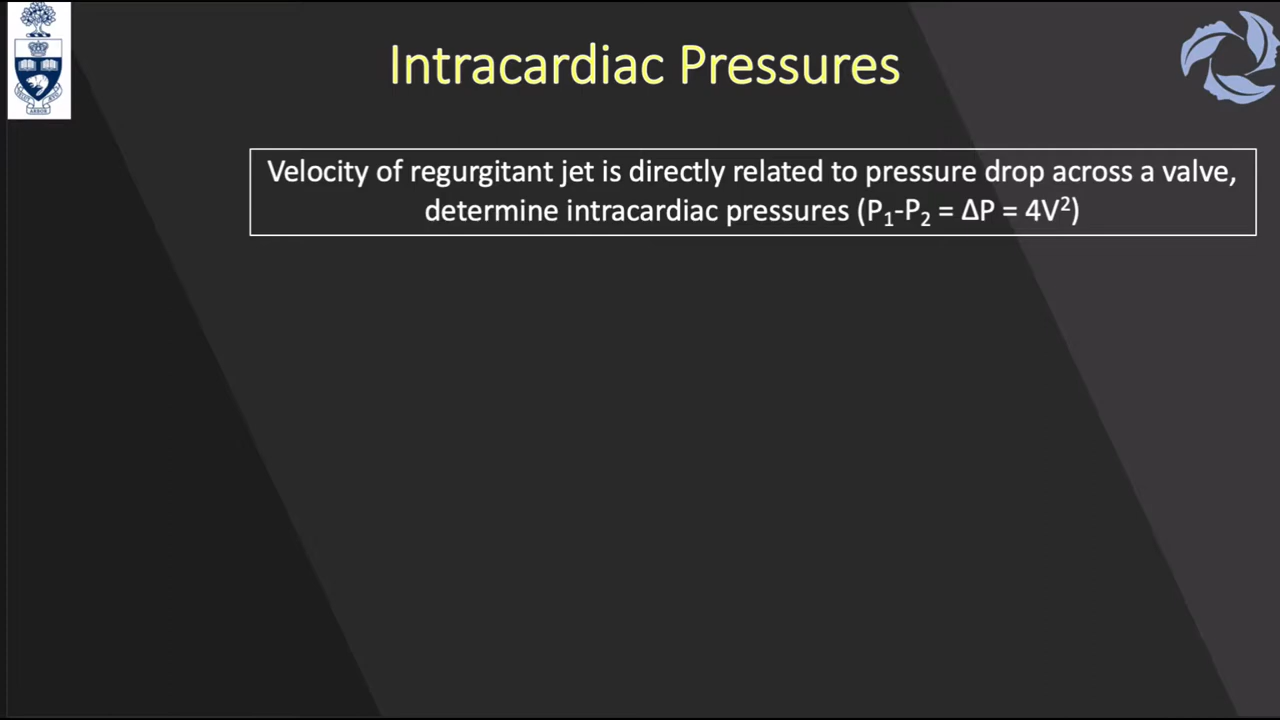 Intracardiac Pressures
Velocity of regurgitant jet is directly related to pressure drop across a valve,
determine intracardiac pressures (P₁-P₂ = ΔP = 4V²)